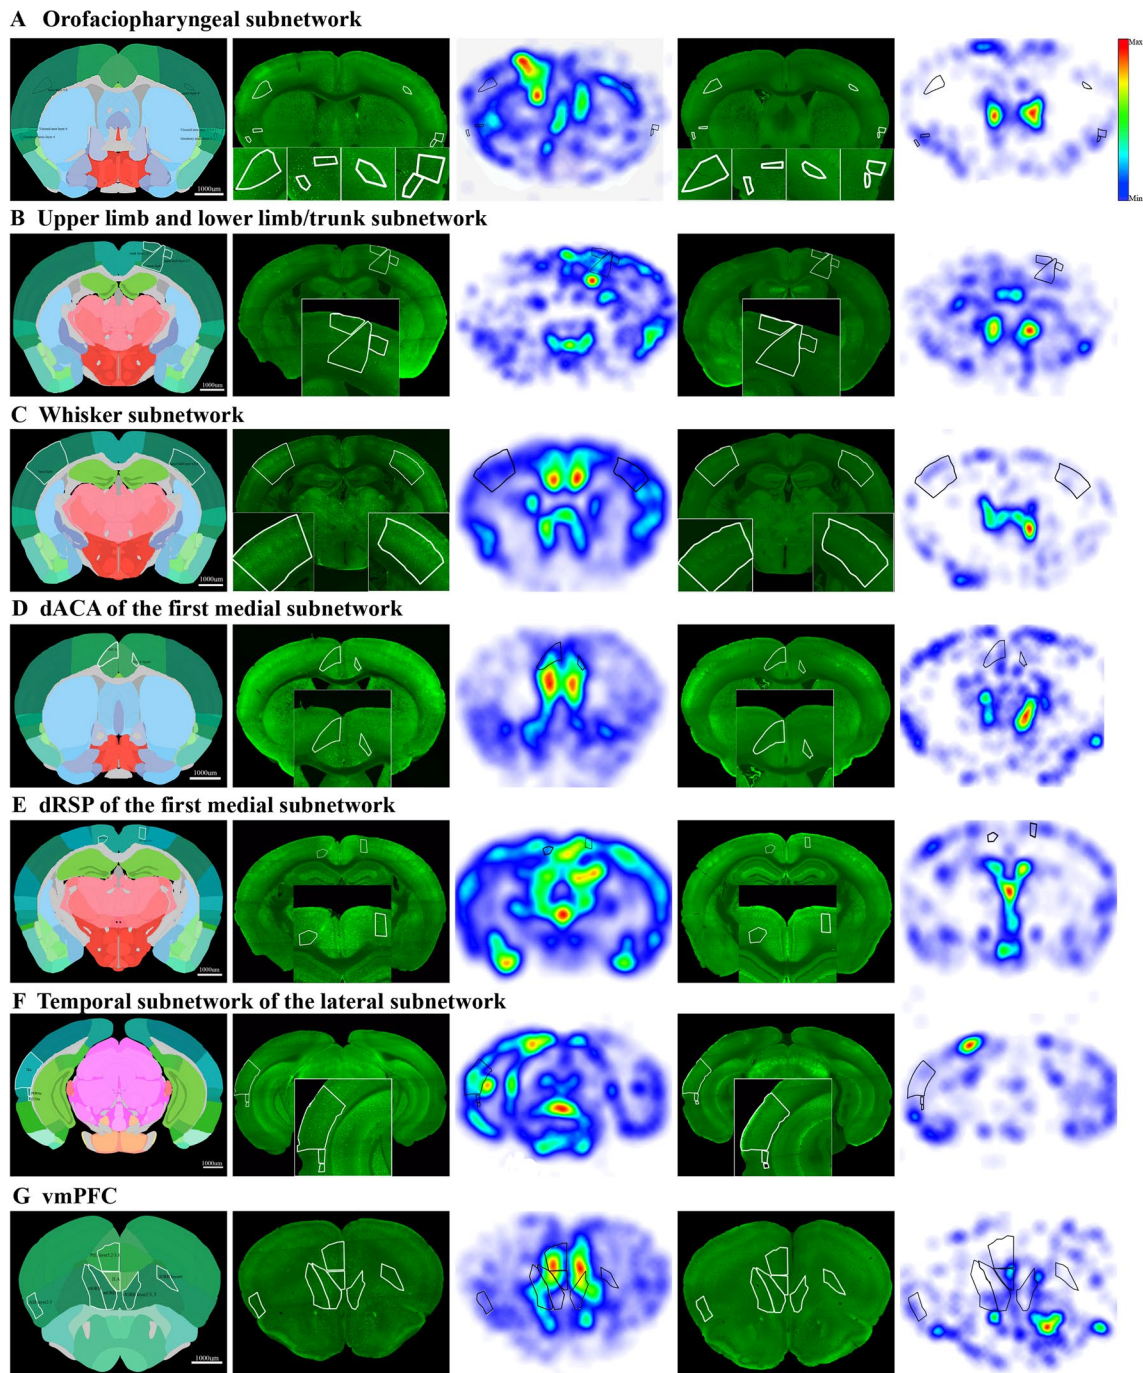 A Orofaciopharyngeal subnetwork
Max
Min
1000um
B Upper limb and lower limb/trunk subnetwork
1000um
C Whisker subnetwork
1000um
D dACA of the first medial subnetwork
1000um
E dRSP of the first medial subnetwork
1000um
F Temporal subnetwork of the lateral subnetwork
1000um
G vmPFC
ILA
1000um